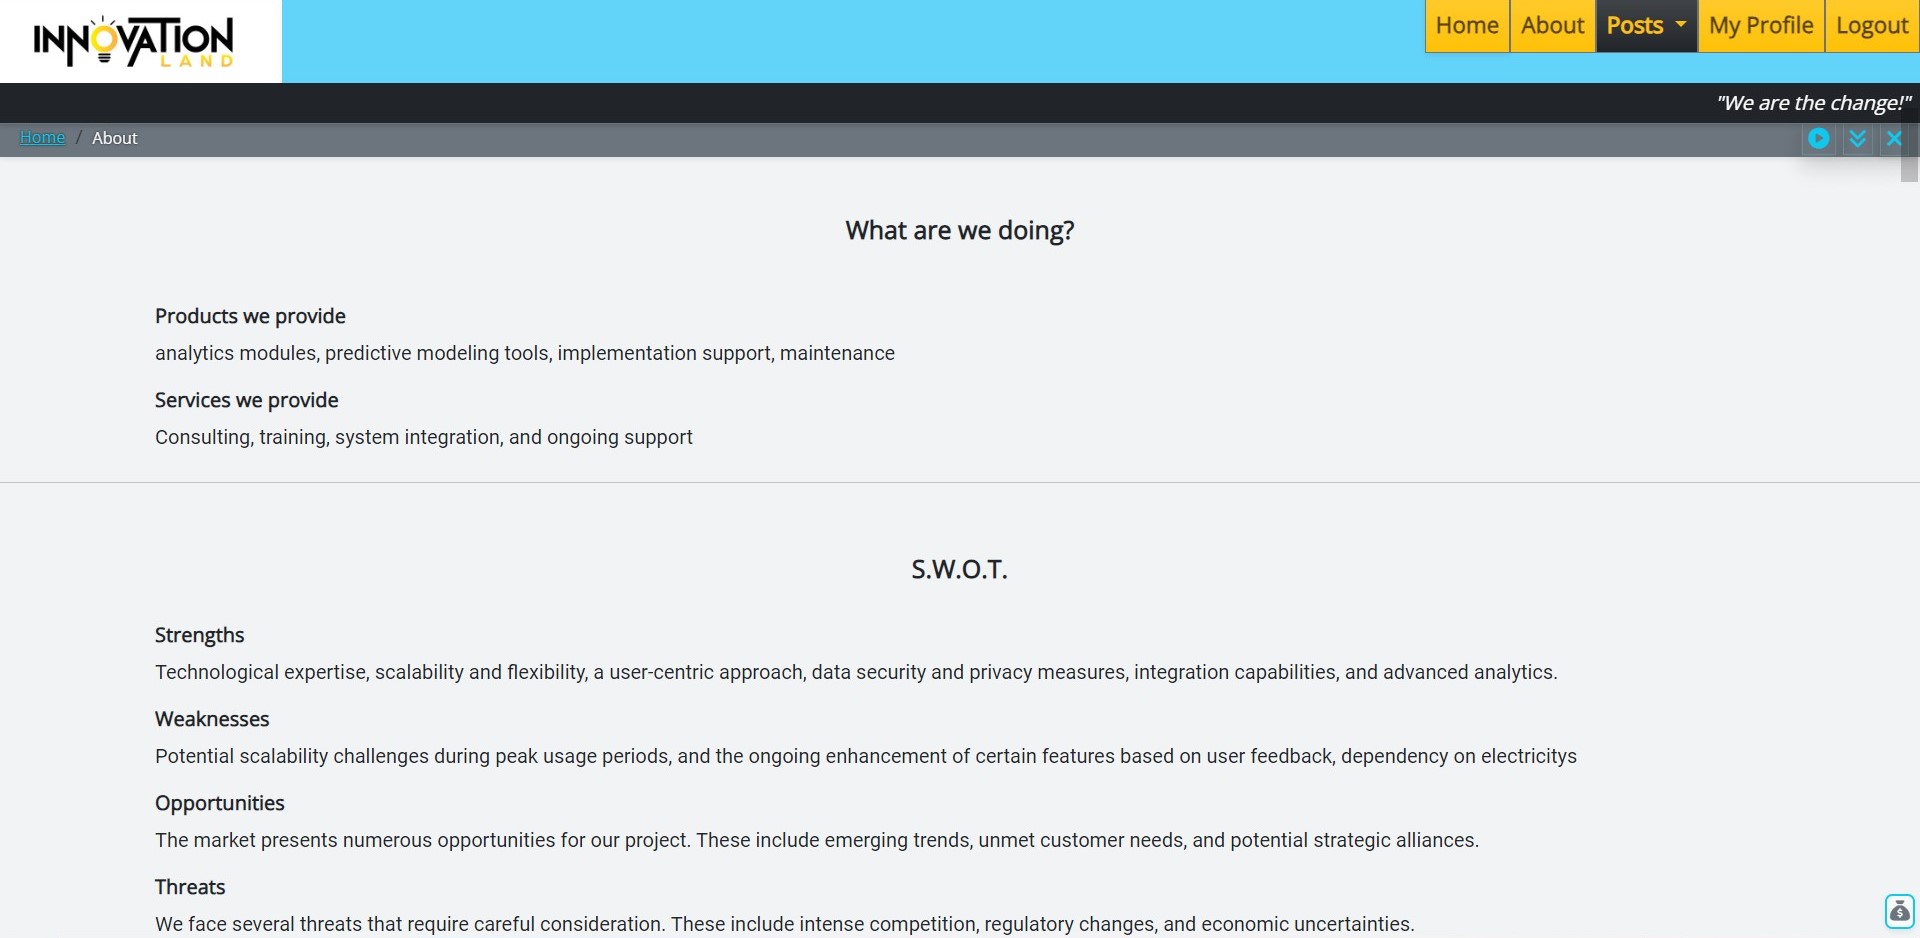 INNOVATION
LAND
Home About Posts My Profile Logout
"We are the change!"
Home / About
What are we doing?
Products we provide
analytics modules, predictive modeling tools, implementation support, maintenance
Services we provide
Consulting, training, system integration, and ongoing support
S.W.O.T.
Strengths
Technological expertise, scalability and flexibility, a user-centric approach, data security and privacy measures, integration capabilities, and advanced analytics.
Weaknesses
Potential scalability challenges during peak usage periods, and the ongoing enhancement of certain features based on user feedback, dependency on electricitys
Opportunities
The market presents numerous opportunities for our project. These include emerging trends, unmet customer needs, and potential strategic alliances.
Threats
We face several threats that require careful consideration. These include intense competition, regulatory changes, and economic uncertainties.
$